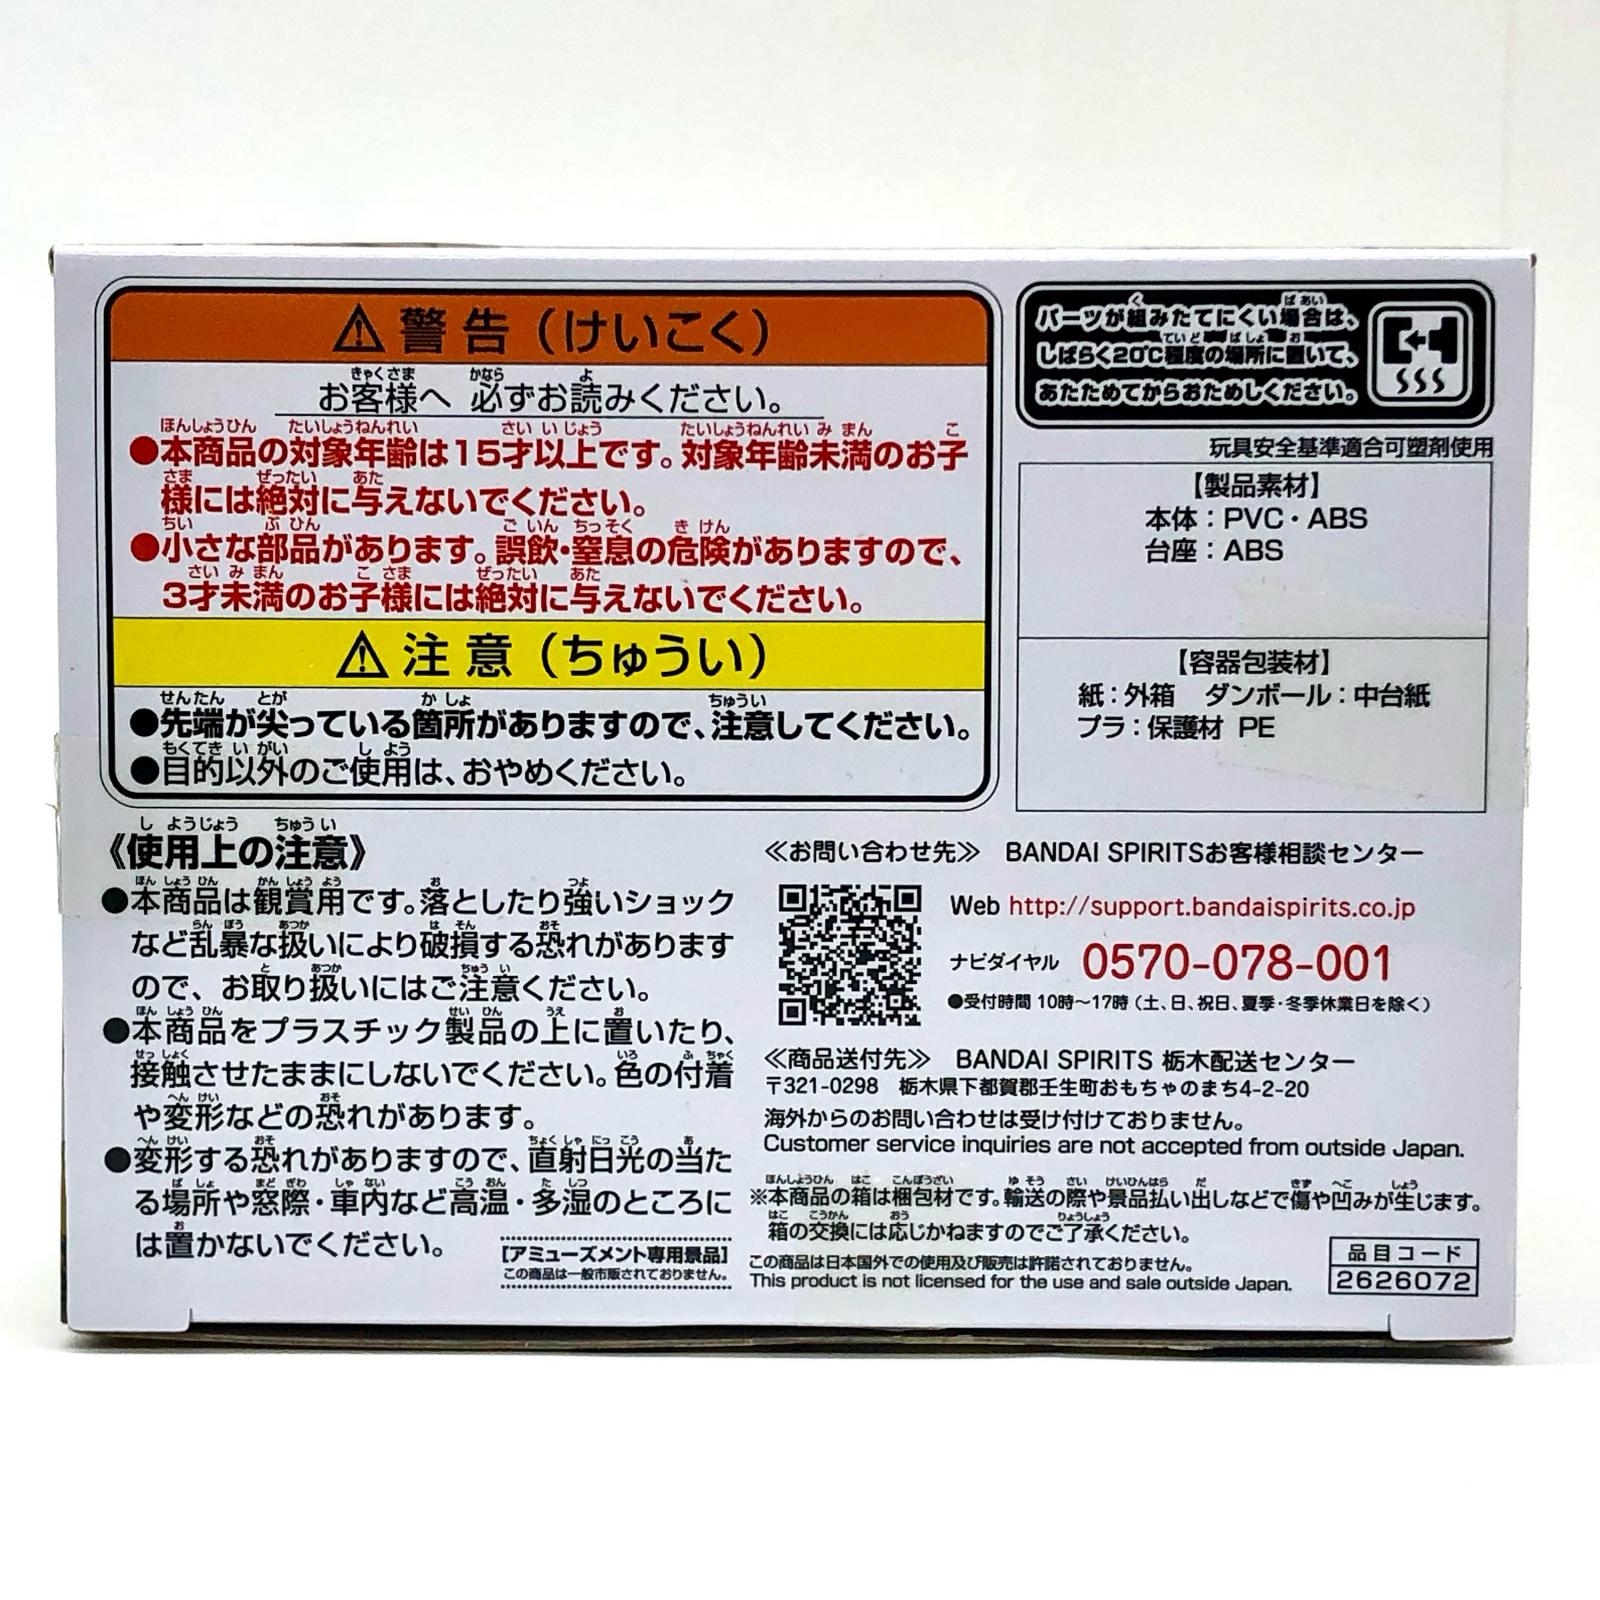 ⚠警告（けいこく）
お客様へ 必ずお読みください。
●本商品の対象年齢は15才以上です。対象年齢未満のお子
様には絶対に与えないでください。
●小さな部品があります。誤飲・窒息の危険がありますので、
3才未満のお子様には絶対に与えないでください。
⚠注意（ちゅうい）
●先端が尖っている箇所がありますので、注意してください。
●目的以外のご使用は、おやめください。
パーツが組みたてにくい場合は、
しばらく20℃程度の場所に置いて、
あたためてからおためしください。
玩具安全基準適合可塑剤使用
【製品素材】
本体：PVC・ABS
台座：ABS
【容器包装材】
紙：外箱 ダンボール：中台紙
プラ：保護材 PE
《使用上の注意》
●本商品は観賞用です。落としたり強いショック
など乱暴な扱いにより破損する恐れがあります
ので、お取り扱いにはご注意ください。
●本商品をプラスチック製品の上に置いたり、
接触させたままにしないでください。色の付着
や変形などの恐れがあります。
●変形する恐れがありますので、直射日光の当た
る場所や窓際・車内など高温・多湿のところに
は置かないでください。
【アミューズメント専用景品】
この商品は一般市販されておりません。
≪お問い合わせ先≫ BANDAI SPIRITSお客様相談センター
Web http://support.bandaispirits.co.jp
ナビダイヤル 0570-078-001
●受付時間 10時～17時（土、日、祝日、夏季・冬季休業日を除く）
≪商品送付先≫ BANDAI SPIRITS 栃木配送センター
〒321-0298 栃木県下都賀郡壬生町おもちゃのまち4-2-20
海外からのお問い合わせは受け付けておりません。
Customer service inquiries are not accepted from outside Japan.
※本商品の箱は梱包材です。輸送の際や景品払い出しなどで傷や凹みが生じます。
箱の交換には応じかねますのでご了承ください。
この商品は日本国外での使用及び販売は許諾されておりません。
This product is not licensed for the use and sale outside Japan.
品目コード
2626072